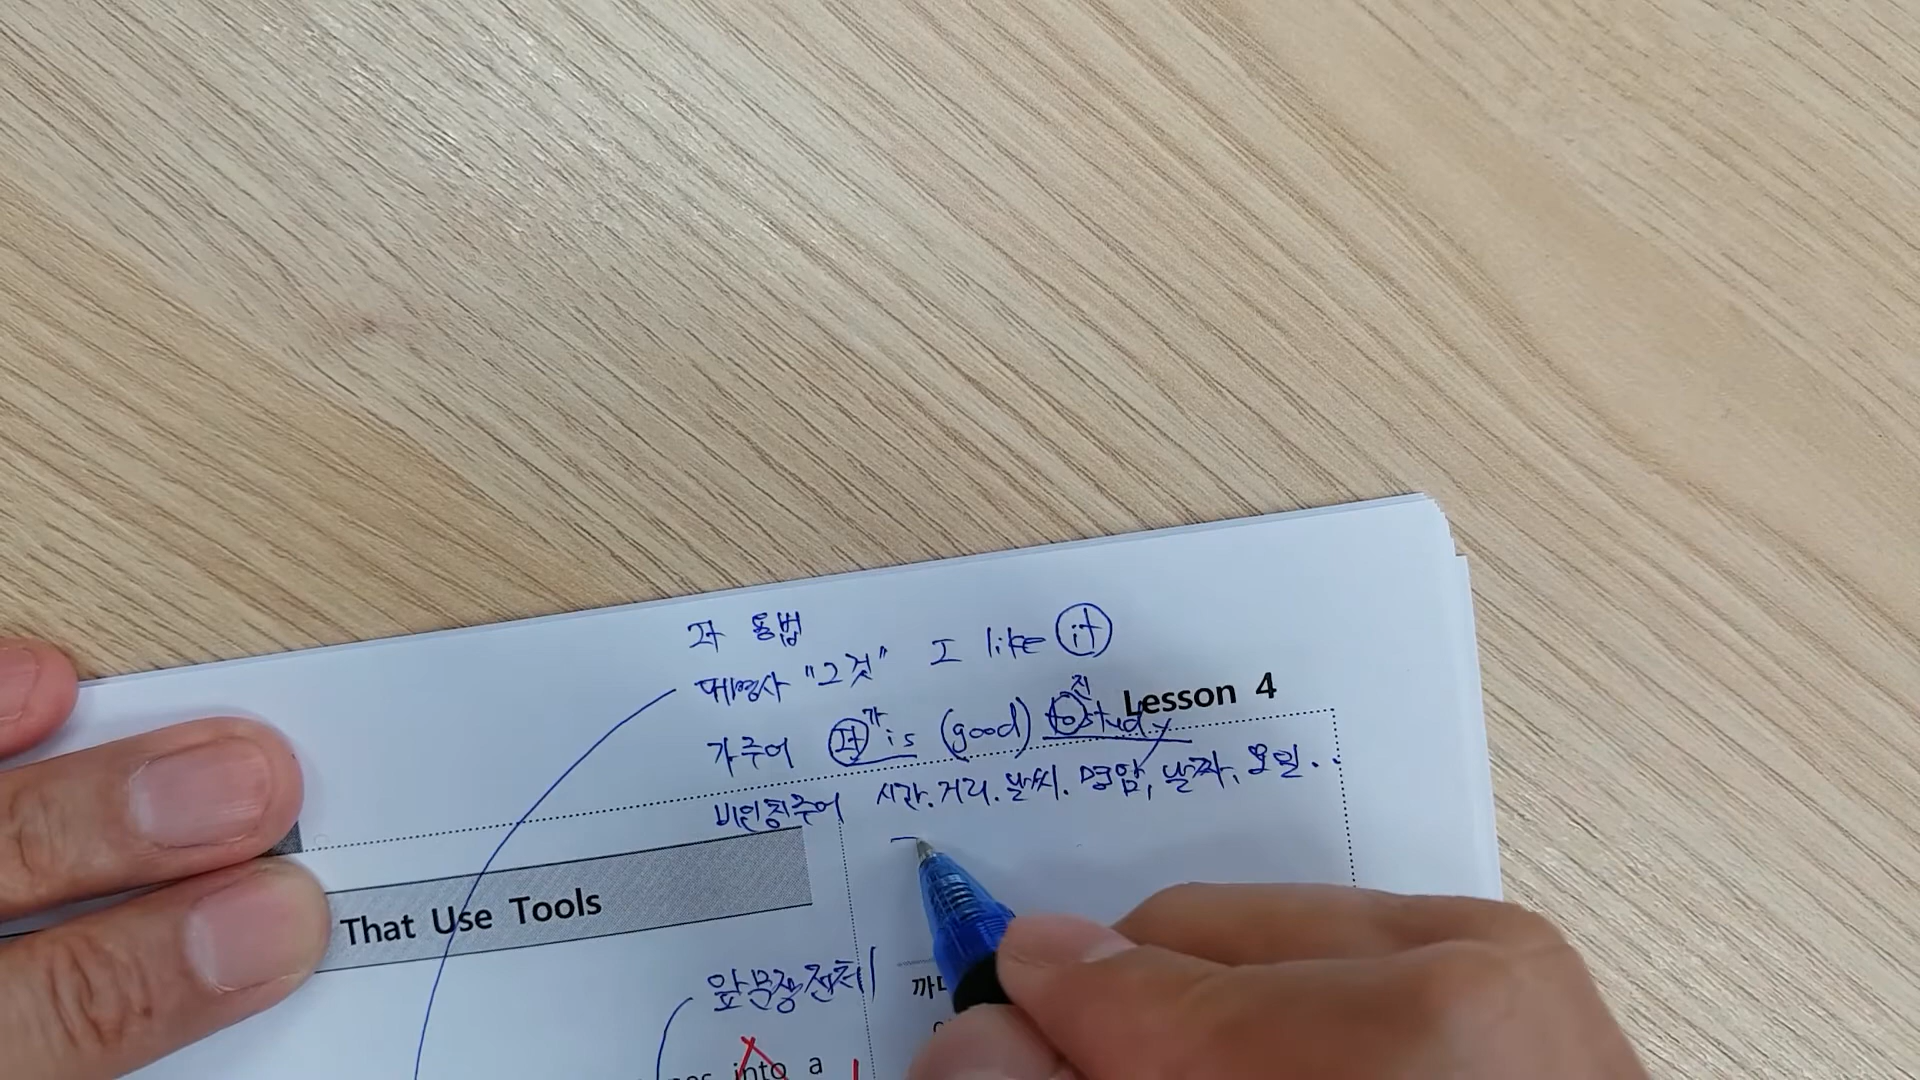 It 용법
대명사 "그것" I like it
진
Lesson 4
가
가주어 It is (good) to study
비인칭주어 시간. 거리. 날씨. 명암, 날짜, 요일..
That Use Tools
앞문장전체
까
into a